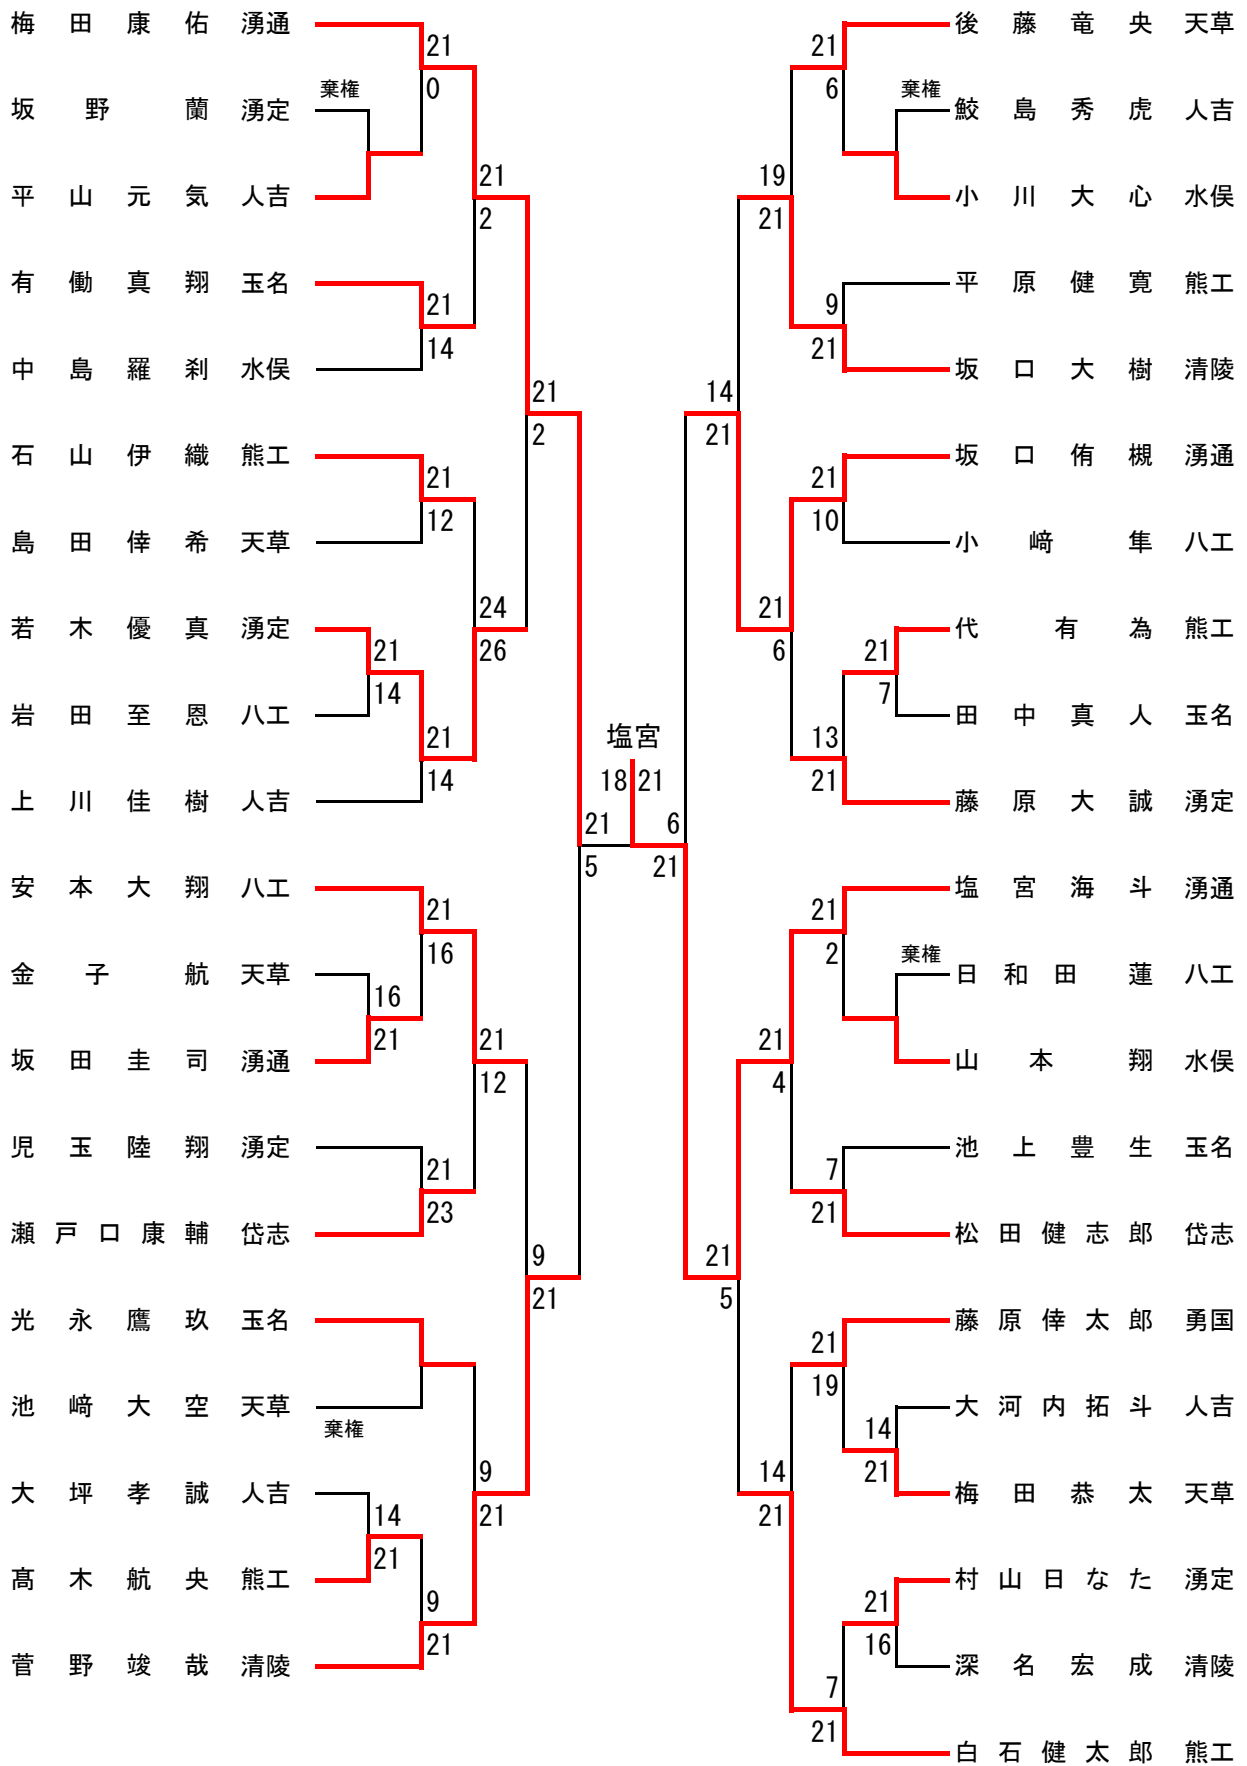 梅田康佑 湧通
21
0
棄権
坂野蘭 湧定
平山元気 人吉
21
2
有働真翔 玉名
21
14
中島羅刹 水俣
21
2
石山伊織 熊工
21
12
島田倖希 天草
24
26
若木優真 湧定
21
14
岩田至恩 八工
21
14
上川佳樹 人吉
21
5
安本大翔 八工
21
16
金子航 天草
16
21
坂田圭司 湧通
21
12
児玉陸翔 湧定
21
23
瀬戸口康輔 岱志
9
21
光永鷹玖 玉名
池﨑大空 天草
棄権
9
21
大坪孝誠 人吉
14
21
髙木航央 熊工
9
21
菅野竣哉 清陵
塩宮
18 21
後藤竜央 天草
21
6
棄権
鮫島秀虎 人吉
小川大心 水俣
19
21
平原健寛 熊工
9
21
坂口大樹 清陵
14
21
坂口侑槻 湧通
21
10
小﨑隼 八工
21
6
代有為 熊工
21
7
田中真人 玉名
13
21
藤原大誠 湧定
6
21
塩宮海斗 湧通
21
2
棄権
日和田蓮 八工
山本翔 水俣
21
4
池上豊生 玉名
7
21
松田健志郎 岱志
21
5
藤原倖太郎 勇国
21
19
大河内拓斗 人吉
14
21
梅田恭太 天草
14
21
村山日なた 湧定
21
16
深名宏成 清陵
7
21
白石健太郎 熊工